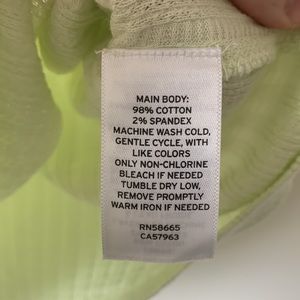 MAIN BODY:
98% COTTON
2% SPANDEX
MACHINE WASH COLD,
GENTLE CYCLE, WITH
LIKE COLORS
ONLY NON-CHLORINE
BLEACH IF NEEDED
TUMBLE DRY LOW,
REMOVE PROMPTLY
WARM IRON IF NEEDED
RN58665
CA57963